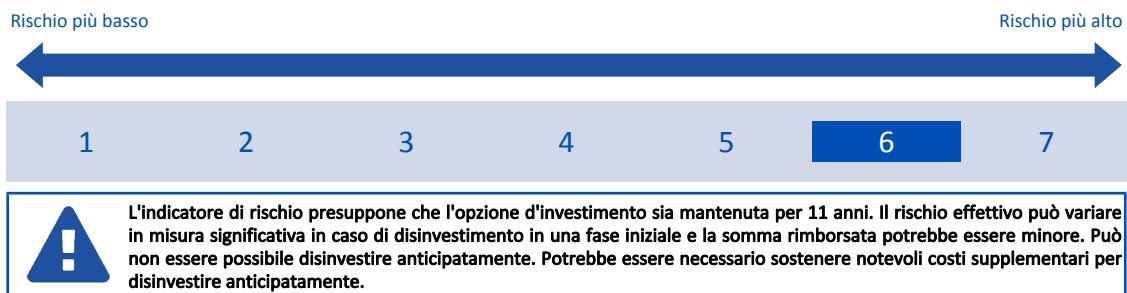 Rischio più basso
Rischio più alto
1 2 3 4 5 6 7
L'indicatore di rischio presuppone che l'opzione d'investimento sia mantenuta per 11 anni. Il rischio effettivo può variare
in misura significativa in caso di disinvestimento in una fase iniziale e la somma rimborsata potrebbe essere minore. Può
non essere possibile disinvestire anticipatamente. Potrebbe essere necessario sostenere notevoli costi supplementari per
disinvestire anticipatamente.